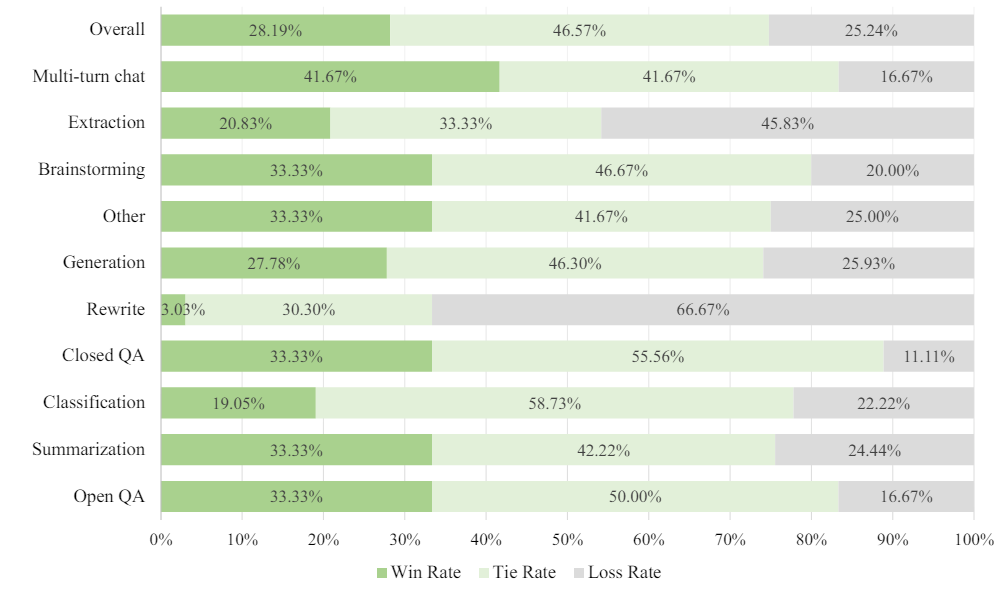 Overall 28.19% 46.57% 25.24%
Multi-turn chat 41.67% 41.67% 16.67%
Extraction 20.83% 33.33% 45.83%
Brainstorming 33.33% 46.67% 20.00%
Other 33.33% 41.67% 25.00%
Generation 27.78% 46.30% 25.93%
Rewrite 3.03% 30.30% 66.67%
Closed QA 33.33% 55.56% 11.11%
Classification 19.05% 58.73% 22.22%
Summarization 33.33% 42.22% 24.44%
Open QA 33.33% 50.00% 16.67%
0% 10% 20% 30% 40% 50% 60% 70% 80% 90% 100%
Win Rate Tie Rate Loss Rate